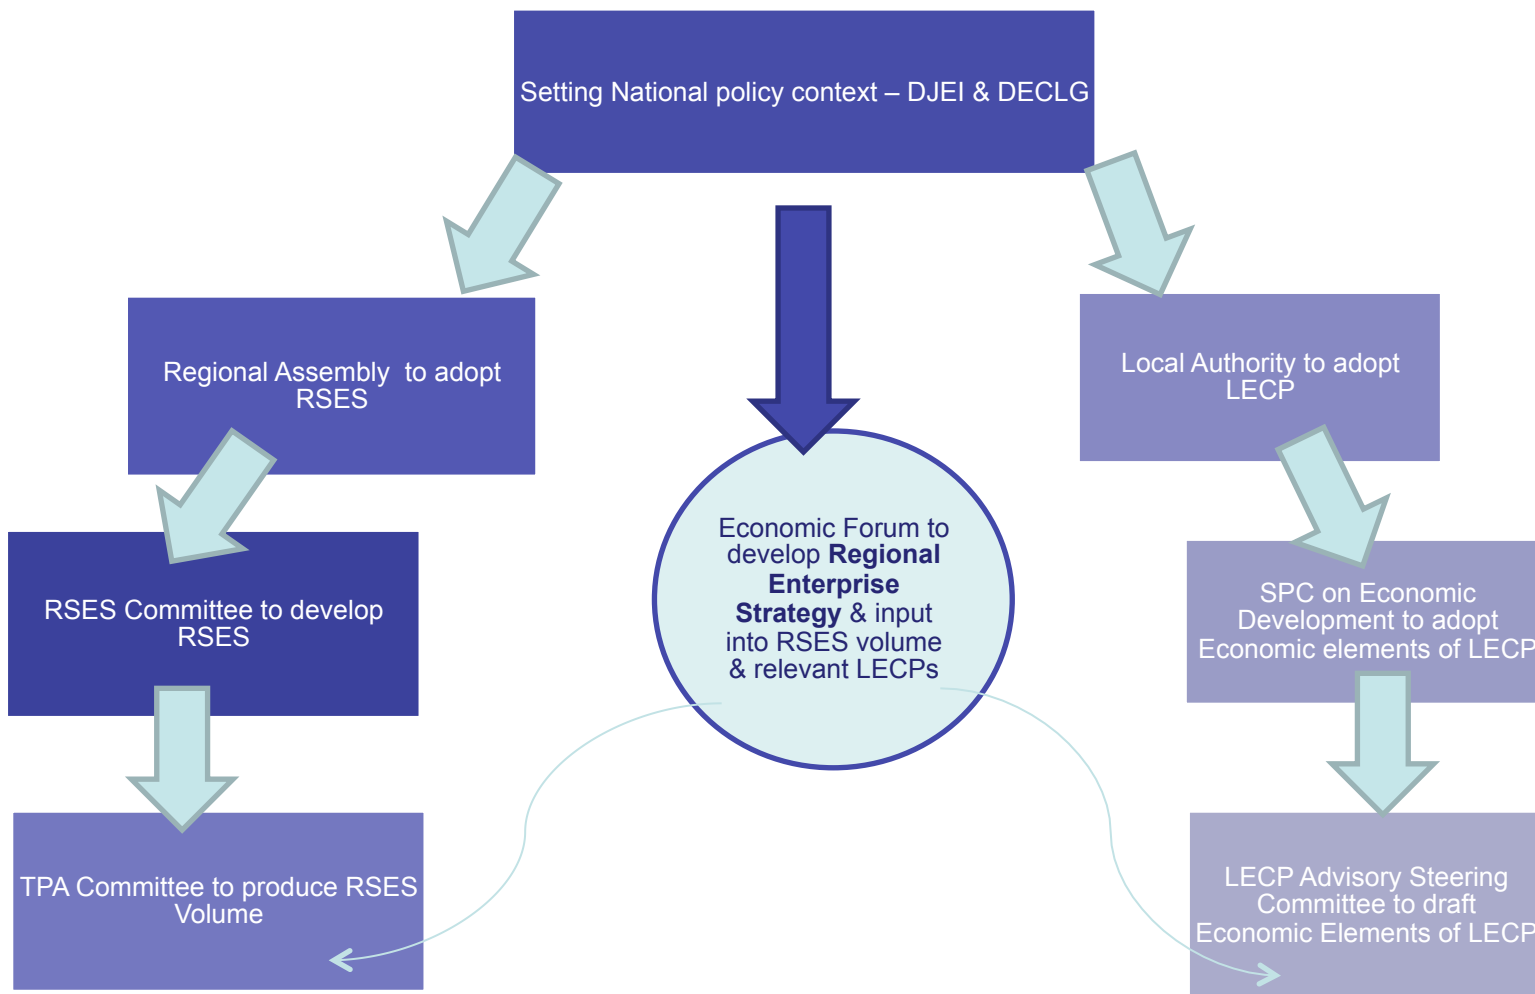 Setting National policy context – DJEI & DECLG
Regional Assembly  to adopt
RSES
Local Authority to adopt
LECP
Economic Forum to
develop Regional
Enterprise
Strategy & input
into RSES volume
& relevant LECPs
RSES Committee to develop
RSES
SPC on Economic
Development to adopt
Economic elements of LECP
TPA Committee to produce RSES
Volume
LECP Advisory Steering
Committee to draft
Economic Elements of LECP